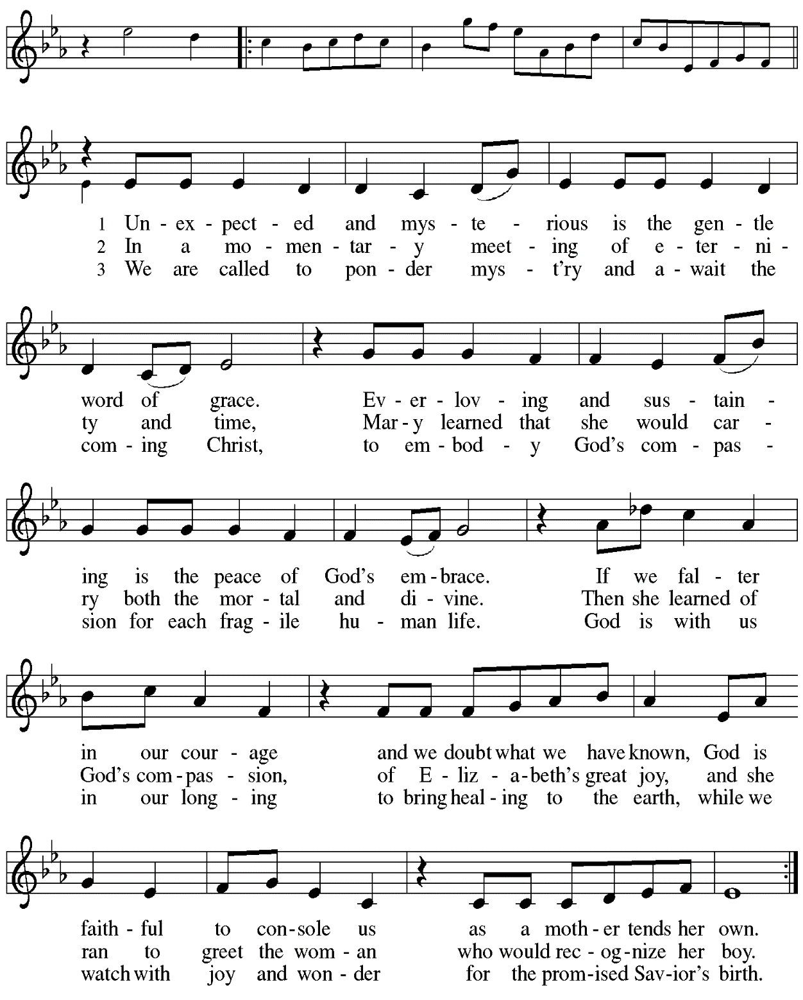 1 Un - ex - pect - ed and mys - te - rious is the gen - tle
2 In a mo - men - tar - y meet - ing of e - ter - ni -
3 We are called to pon - der mys - t'ry and a - wait the
word of grace. Ev - er - lov - ing and sus - tain -
ty and time, Mar - y learned that she would car -
com - ing Christ, to em - bod - y God's com - pas -
ing is the peace of God's em - brace. If we fal - ter
ry both the mor - tal and di - vine. Then she learned of
sion for each frag - ile hu - man life. God is with us
in our cour - age and we doubt what we have known, God is
God's com - pas - sion, of E - liz - a - beth's great joy, and she
in our long - ing to bring heal - ing to the earth, while we
faith - ful to con - sole us as a moth - er tends her own.
ran to greet the wom - an who would rec - og - nize her boy.
watch with joy and won - der for the prom - ised Sav - ior's birth.